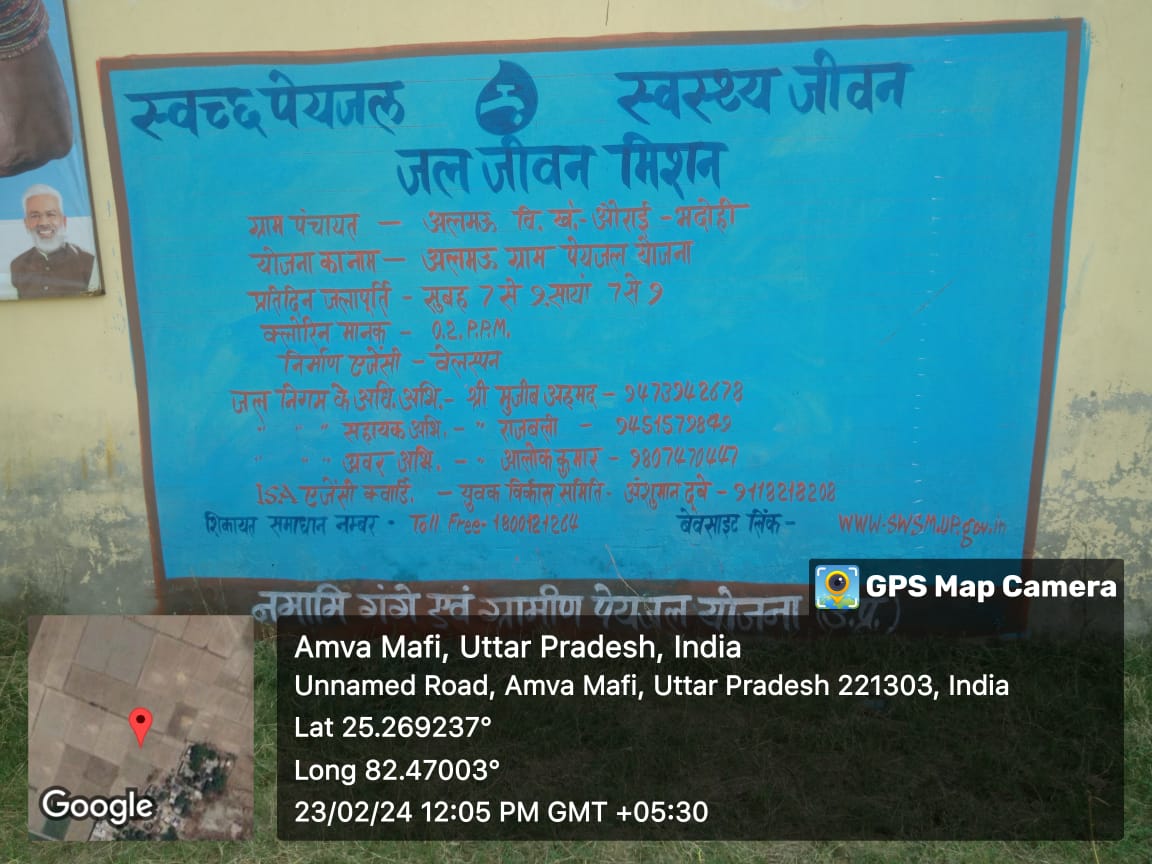 स्वच्छ पेयजल स्वस्थ्य जीवन
जल जीवन मिशन
ग्राम पंचायत — अलमऊ वि. खं.- औराई - भदोही
योजना का नाम — अलमऊ ग्राम पेयजल योजना
प्रतिदिन जलापूर्ति - सुबह 7 से 9 सायां 7 से 9
क्लोरिन मानक - 0.2. P.P.M.
निर्माण एजेंसी - वेलस्पन
जल निगम के अधि. अभि. - श्री मुजीब अहमद - 9473942678
" " " सहायक अभि. - " राजबली - 9451579849
" " " अवर अभि. - " आलोक कुमार - 9807470447
ISA एजेंसी क्वार्डि. - युवक विकास समिति - अंशुमान दूबे - 9118218208
शिकायत समाधान नम्बर - Toll Free- 1800121264 बेवसाइट लिंक - WWW-SWSM.UP.gov.in
नमामि गंगे एवं ग्रामीण पेयजल योजना (उ.प्र.)
GPS Map Camera
Amva Mafi, Uttar Pradesh, India
Unnamed Road, Amva Mafi, Uttar Pradesh 221303, India
Lat 25.269237°
Long 82.47003°
23/02/24 12:05 PM GMT +05:30
Google